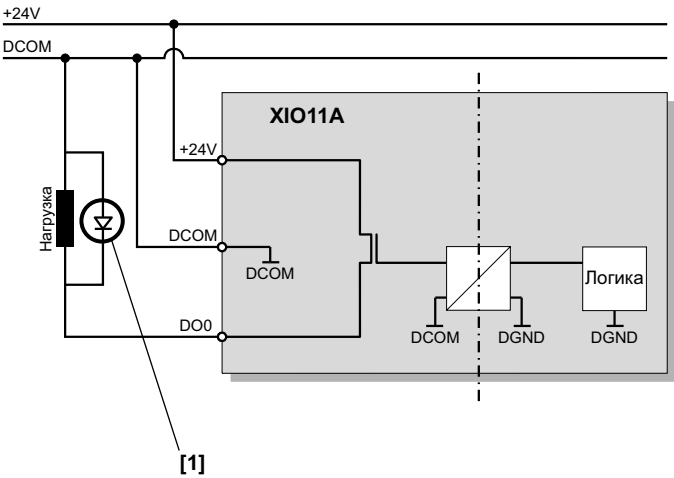 +24V
DCOM
XIO11A
+24V
Нагрузка
DCOM
DCOM
Логика
DO0
DCOM
DGND
DGND
[1]